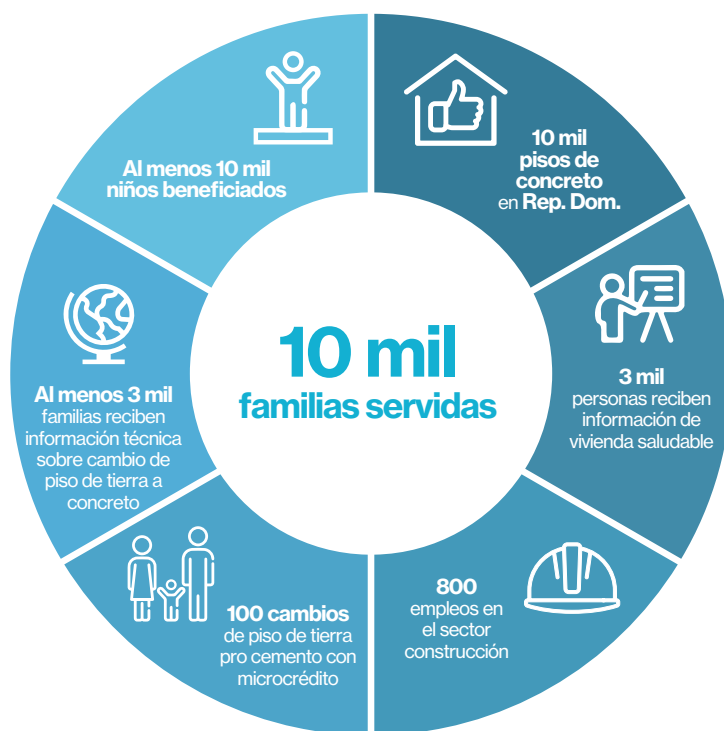 10 mil
familias servidas
10 mil
pisos de
concreto
en Rep. Dom.
3 mil
personas reciben
información de
vivienda saludable
800
empleos en
el sector
construcción
100 cambios
de piso de tierra
pro cemento con
microcrédito
Al menos 3 mil
familias reciben
información técnica
sobre cambio de
piso de tierra a
concreto
Al menos 10 mil
niños beneficiados